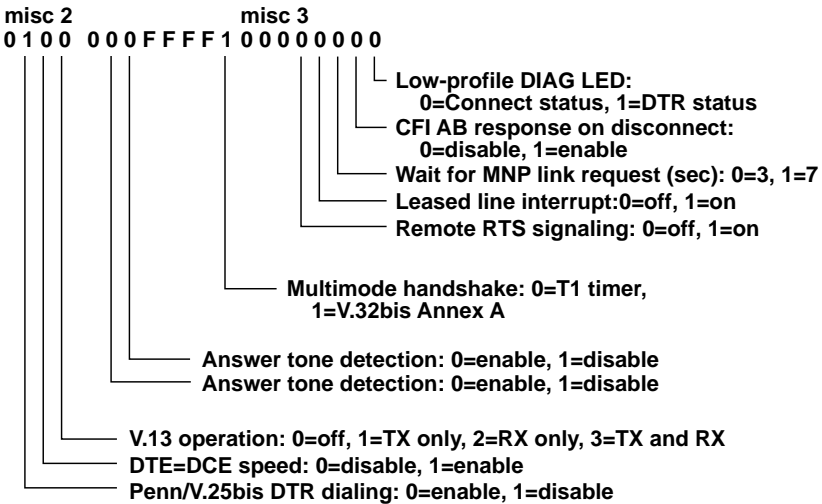 misc 2 misc 3
0 1 0 0 0 0 0 F F F F 1 0 0 0 0 0 0 0 0
Low-profile DIAG LED:
0=Connect status, 1=DTR status
CFI AB response on disconnect:
0=disable, 1=enable
Wait for MNP link request (sec): 0=3, 1=7
Leased line interrupt:0=off, 1=on
Remote RTS signaling: 0=off, 1=on
Multimode handshake: 0=T1 timer,
1=V.32bis Annex A
Answer tone detection: 0=enable, 1=disable
Answer tone detection: 0=enable, 1=disable
V.13 operation: 0=off, 1=TX only, 2=RX only, 3=TX and RX
DTE=DCE speed: 0=disable, 1=enable
Penn/V.25bis DTR dialing: 0=enable, 1=disable